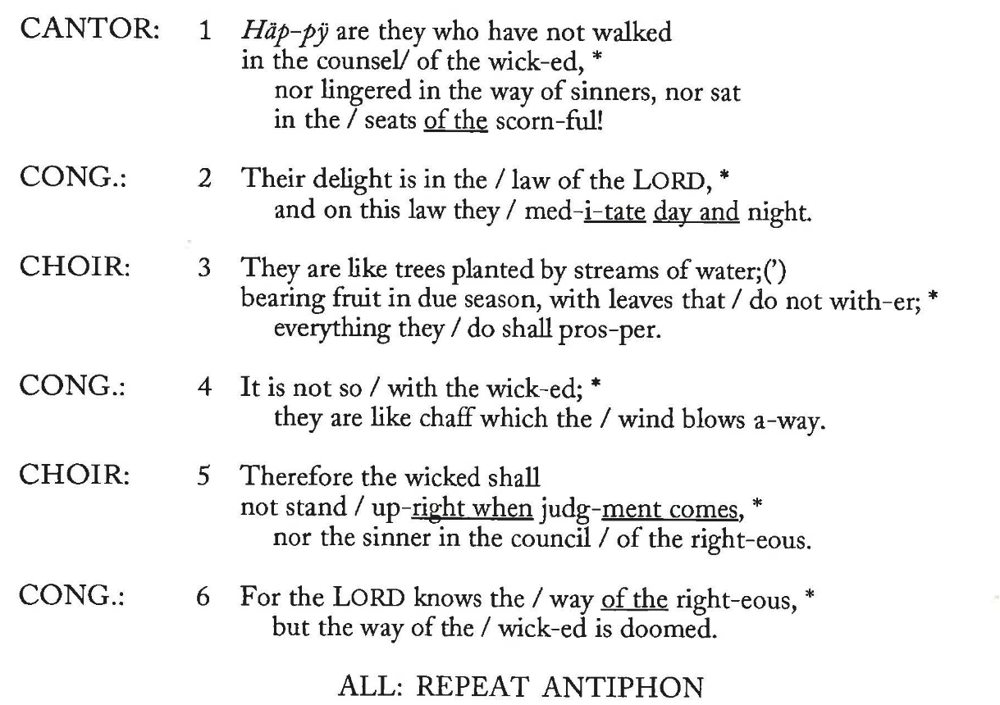 CANTOR: 1 Häp-pÿ are they who have not walked
in the counsel/ of the wick-ed, *
nor lingered in the way of sinners, nor sat
in the / seats of the scorn-ful!
CONG.: 2 Their delight is in the / law of the LORD, *
and on this law they / med-i-tate day and night.
CHOIR: 3 They are like trees planted by streams of water;(’)
bearing fruit in due season, with leaves that / do not with-er; *
everything they / do shall pros-per.
CONG.: 4 It is not so / with the wick-ed; *
they are like chaff which the / wind blows a-way.
CHOIR: 5 Therefore the wicked shall
not stand / up-right when judg-ment comes, *
nor the sinner in the council / of the right-eous.
CONG.: 6 For the LORD knows the / way of the right-eous, *
but the way of the / wick-ed is doomed.
ALL: REPEAT ANTIPHON